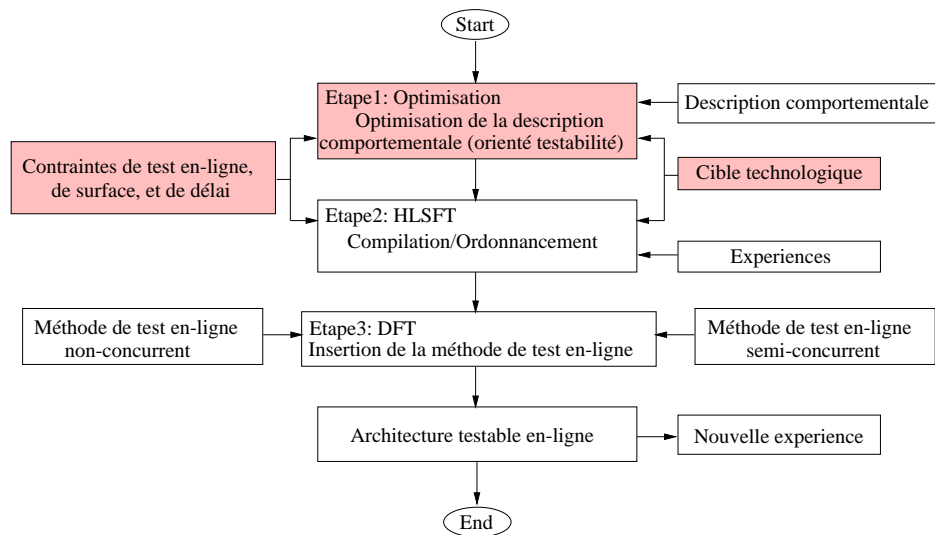 Start
Etape1: Optimisation
Optimisation de la description
comportementale (orienté testabilité)
Description comportementale
Contraintes de test en-ligne,
de surface, et de délai
Cible technologique
Etape2: HLSFT
Compilation/Ordonnancement
Experiences
Méthode de test en-ligne
non-concurrent
Etape3: DFT
Insertion de la méthode de test en-ligne
Méthode de test en-ligne
semi-concurrent
Architecture testable en-ligne
Nouvelle experience
End